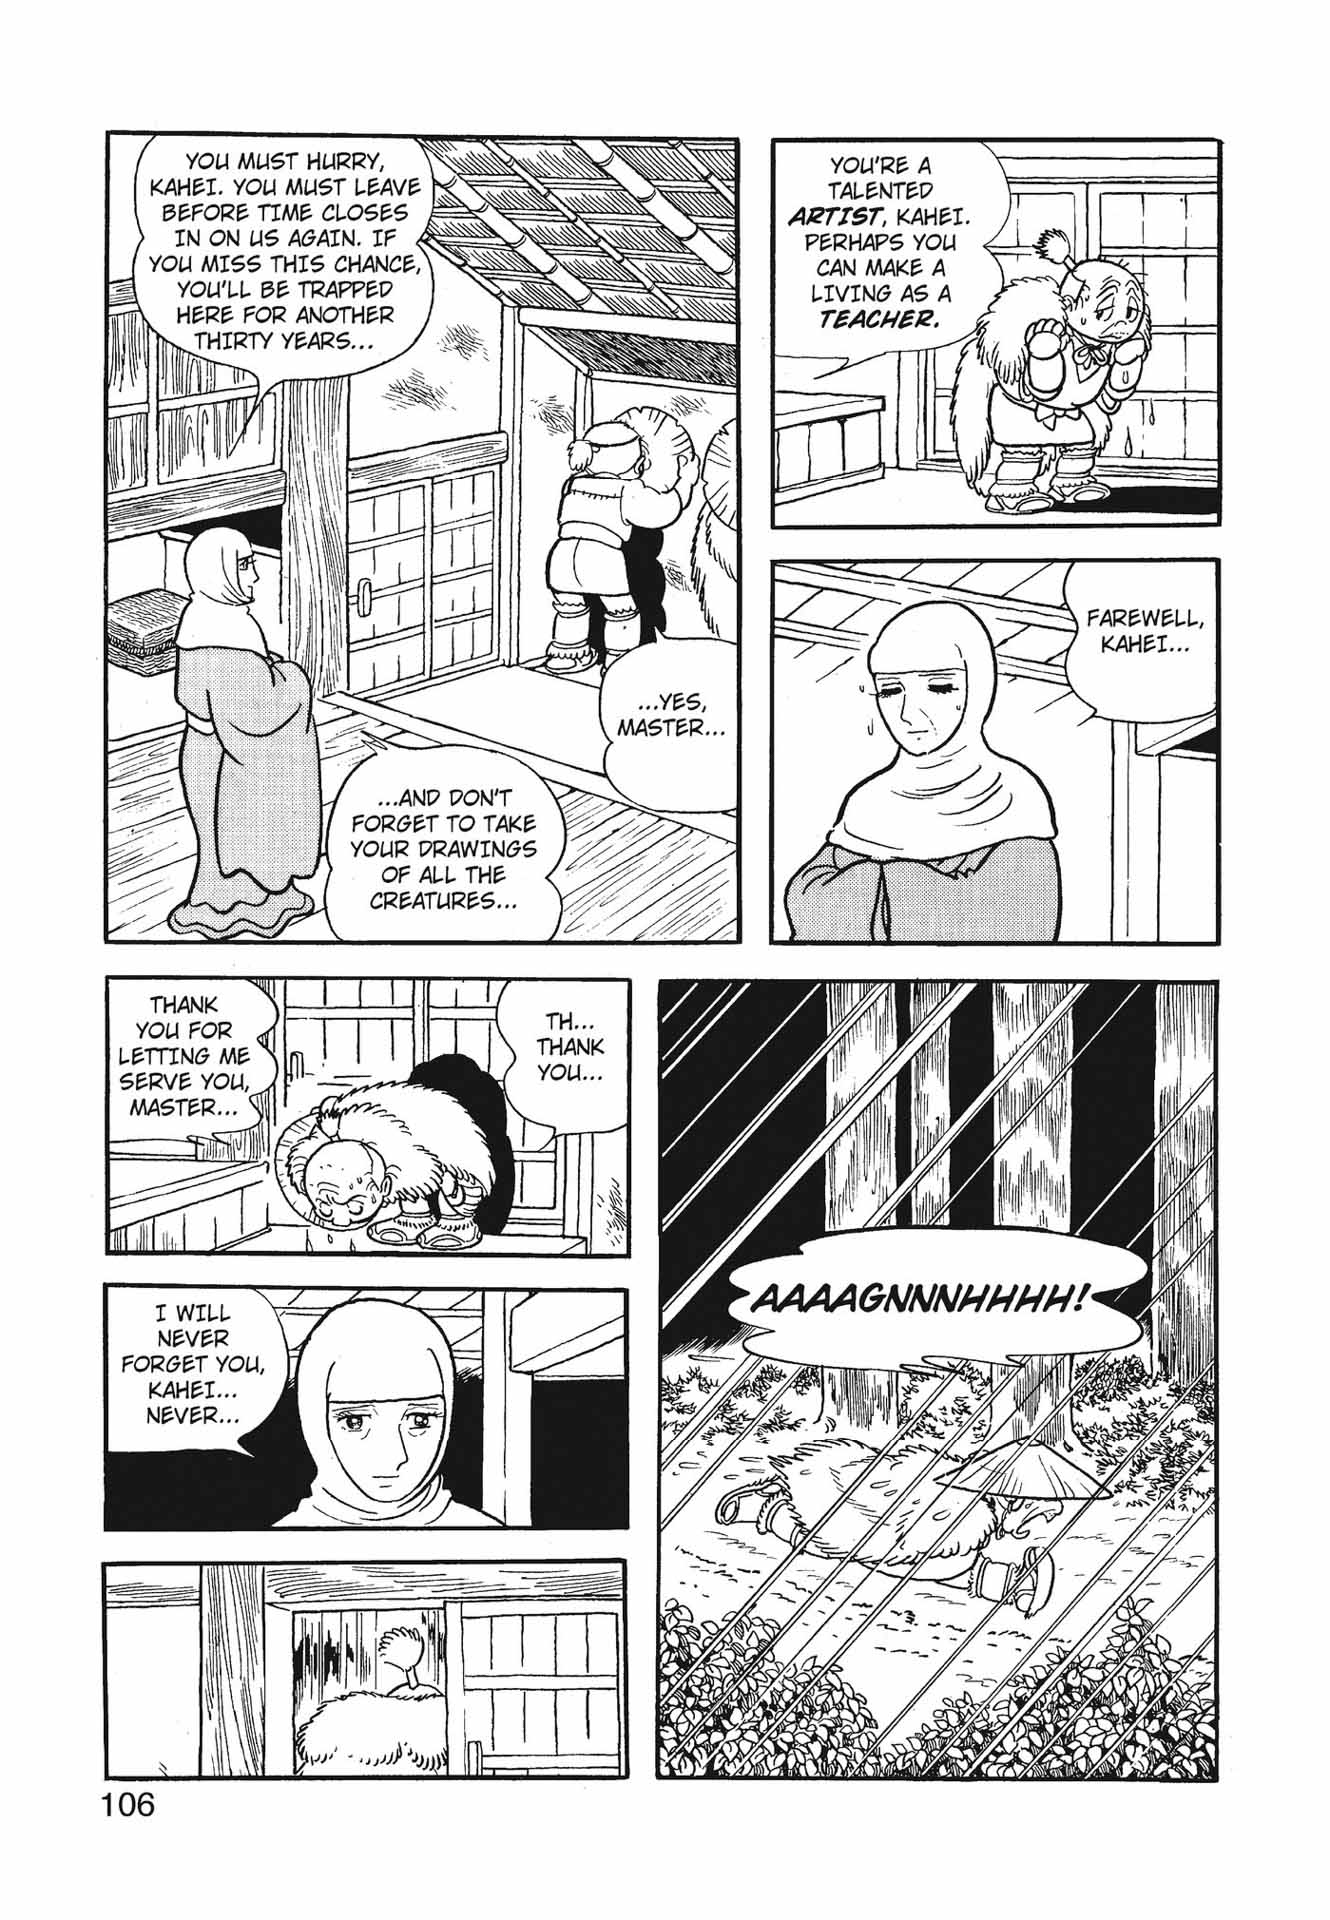 YOU MUST HURRY,
KAHEI. YOU MUST LEAVE
BEFORE TIME CLOSES
IN ON US AGAIN. IF
YOU MISS THIS CHANCE,
YOU'LL BE TRAPPED
HERE FOR ANOTHER
THIRTY YEARS...
...YES,
MASTER...
...AND DON'T
FORGET TO TAKE
YOUR DRAWINGS
OF ALL THE
CREATURES...
YOU'RE A
TALENTED
ARTIST, KAHEI.
PERHAPS YOU
CAN MAKE A
LIVING AS A
TEACHER.
FAREWELL,
KAHEI...
THANK
YOU FOR
LETTING ME
SERVE YOU,
MASTER...
TH...
THANK
YOU...
I WILL
NEVER
FORGET YOU,
KAHEI...
NEVER...
AAAAGNNNHHHH!
106